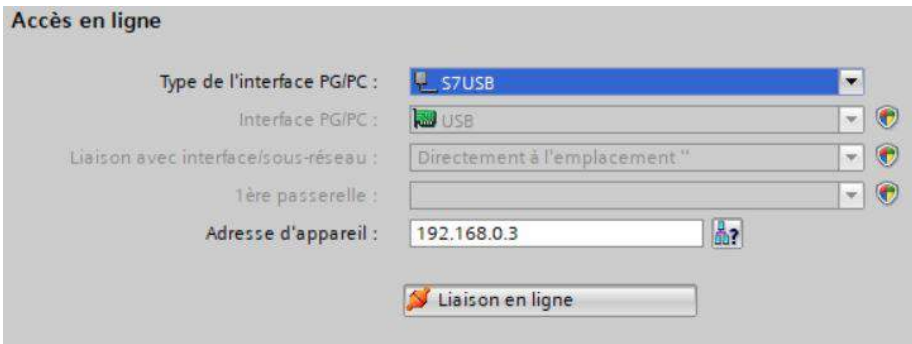 Accès en ligne
Type de l'interface PG/PC : S7USB
Interface PG/PC : USB
Liaison avec interface/sous-réseau : Directement à l'emplacement ''
1ère passerelle :
Adresse d'appareil : 192.168.0.3
Liaison en ligne